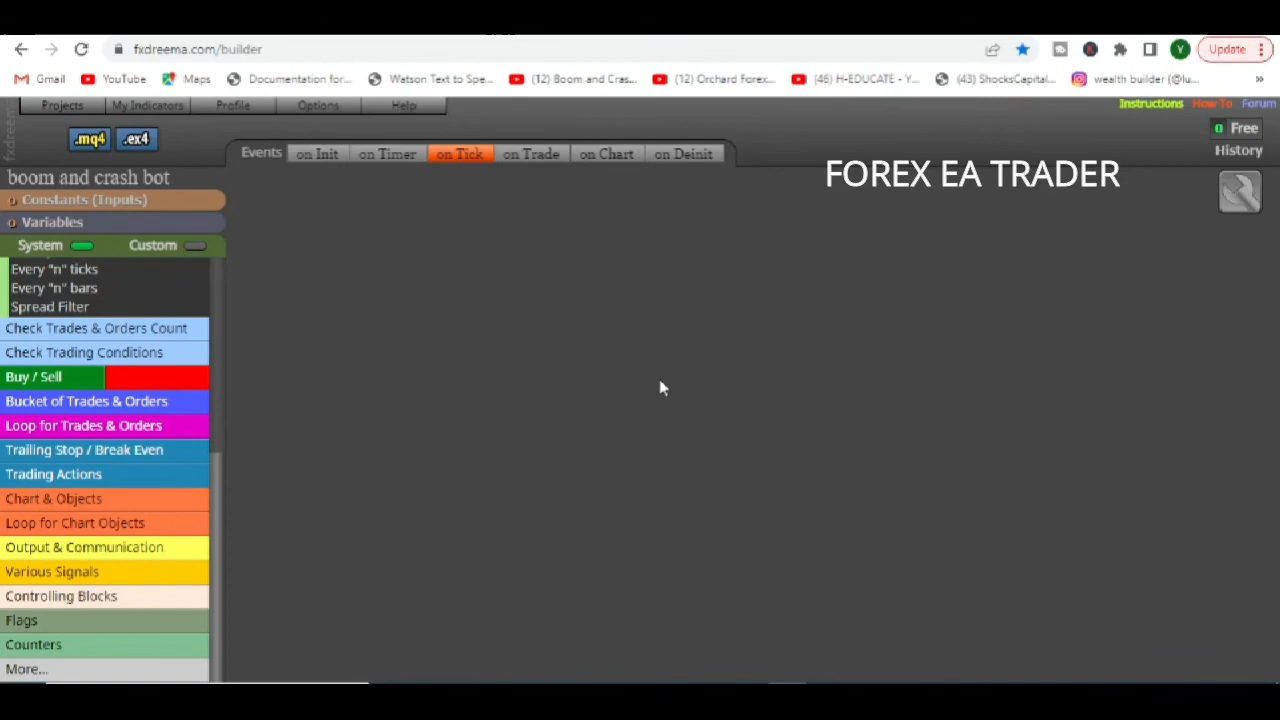 fxdreema.com/builder
Y
Update
Gmail
YouTube
Maps
Documentation for...
Watson Text to Spe...
(12) Boom and Cras...
(12) Orchard Forex...
(46) H-EDUCATE - Y...
(43) ShocksCapital...
wealth builder (@lu...
»
fxdreema
Projects
My Indicators
Profile
Options
Help
Instructions
How To
Forum
.mq4
.ex4
0 Free
History
Events
on Init
on Timer
on Tick
on Trade
on Chart
on Deinit
FOREX EA TRADER
boom and crash bot
0 Constants (Inputs)
0 Variables
System
Custom
Every "n" ticks
Every "n" bars
Spread Filter
Check Trades & Orders Count
Check Trading Conditions
Buy / Sell
Bucket of Trades & Orders
Loop for Trades & Orders
Trailing Stop / Break Even
Trading Actions
Chart & Objects
Loop for Chart Objects
Output & Communication
Various Signals
Controlling Blocks
Flags
Counters
More...